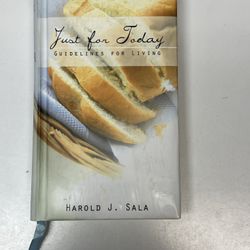 Just for Today
Guidelines for Living
Harold J. Sala